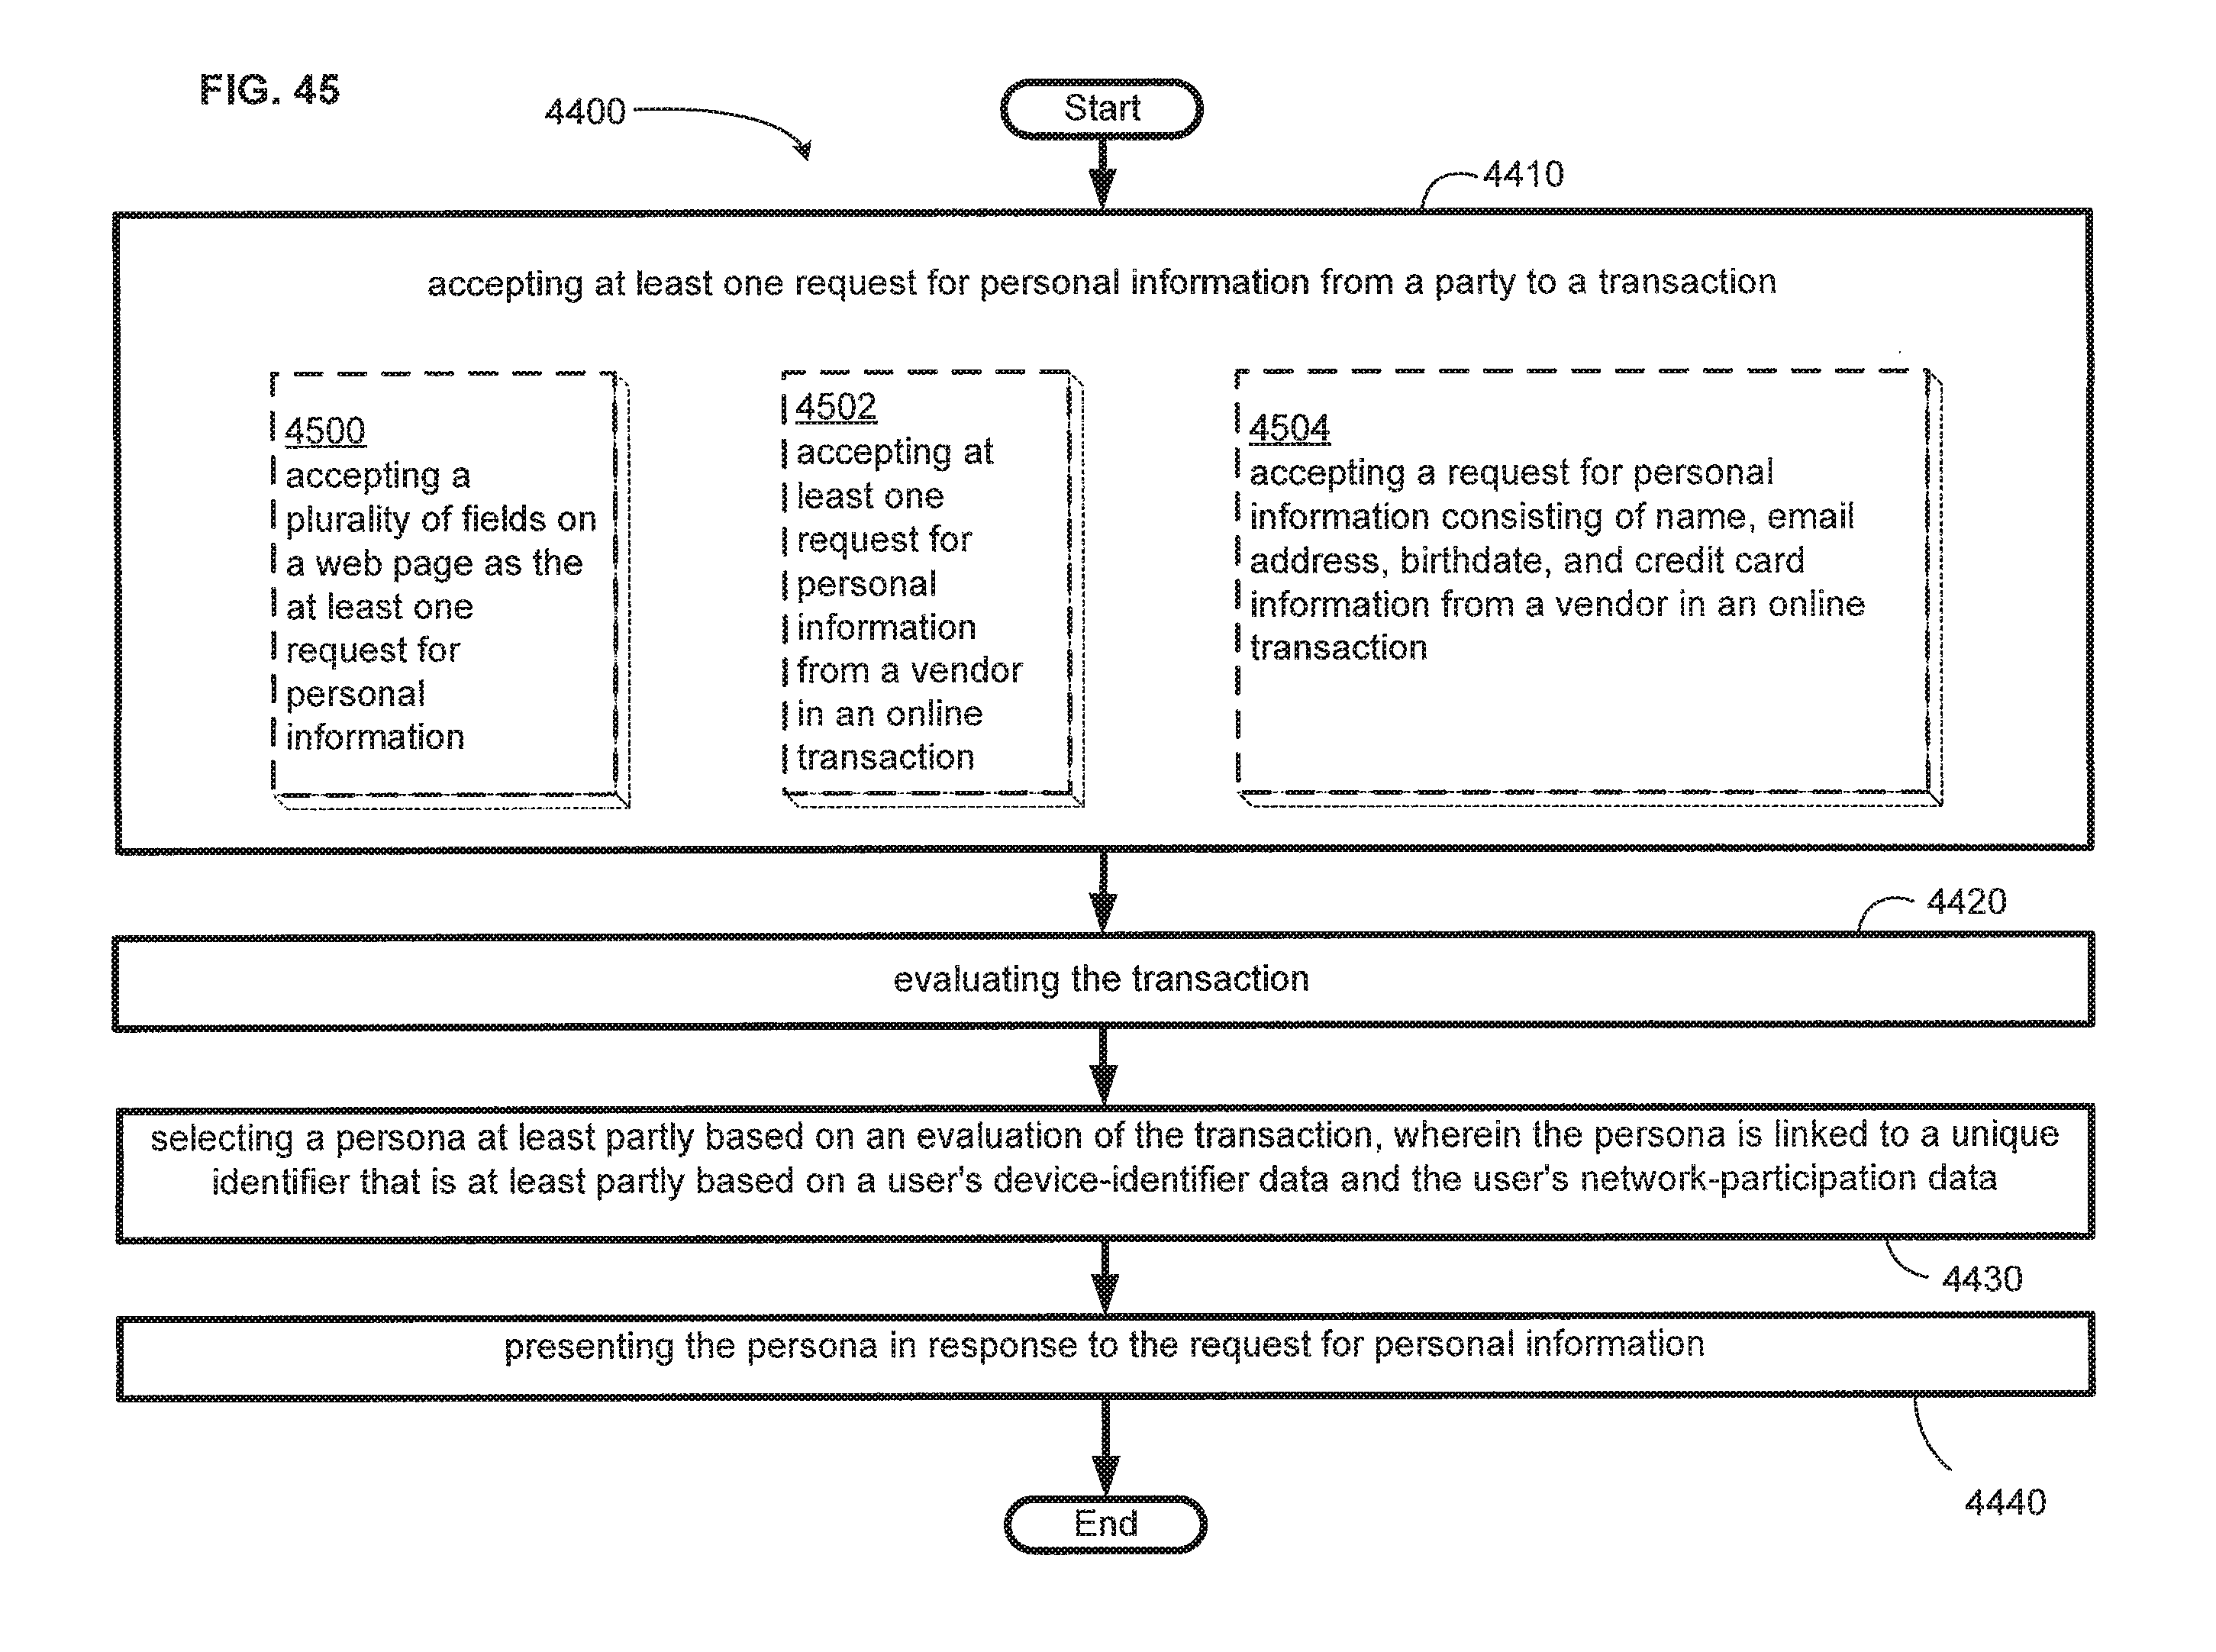 FIG. 45
4400
Start
4410
accepting at least one request for personal information from a party to a transaction
4500
accepting a
plurality of fields on
a web page as the
at least one
request for
personal
information
4502
accepting at
least one
request for
personal
information
from a vendor
in an online
transaction
4504
accepting a request for personal
information consisting of name, email
address, birthdate, and credit card
information from a vendor in an online
transaction
4420
evaluating the transaction
selecting a persona at least partly based on an evaluation of the transaction, wherein the persona is linked to a unique
identifier that is at least partly based on a user's device-identifier data and the user's network-participation data
4430
presenting the persona in response to the request for personal information
4440
End